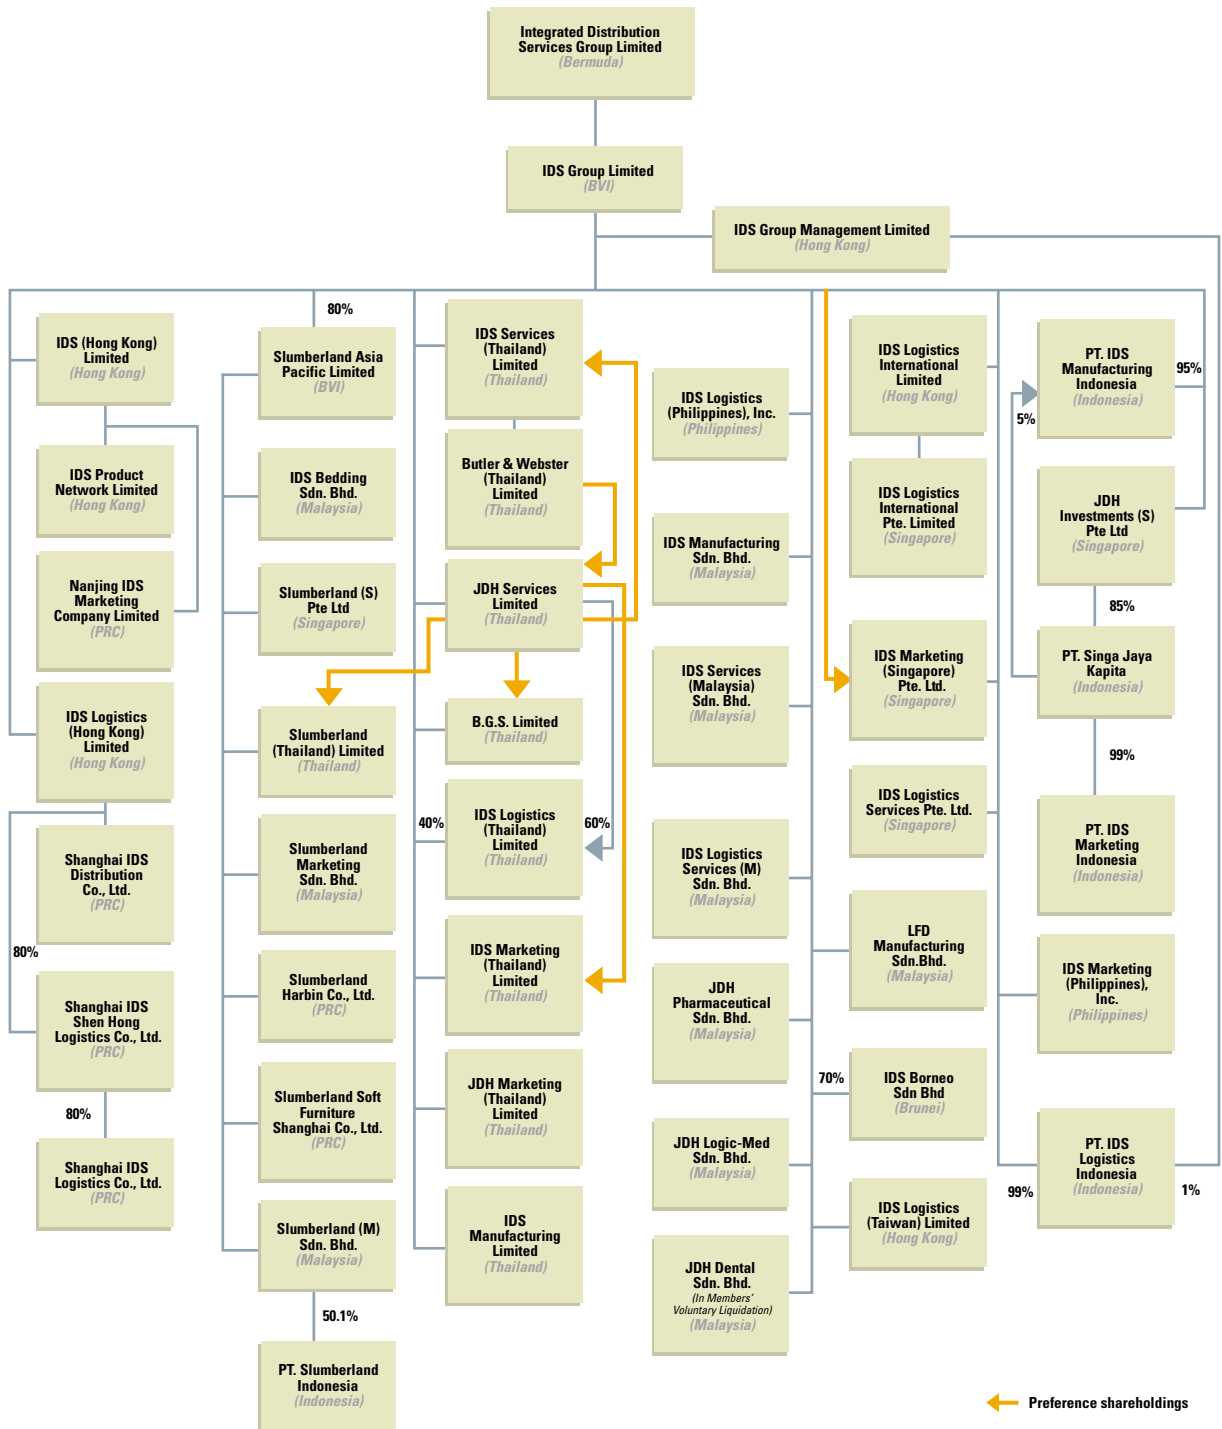 Integrated Distribution
Services Group Limited
(Bermuda)
IDS Group Limited
(BVI)
IDS Group Management Limited
(Hong Kong)
IDS (Hong Kong)
Limited
(Hong Kong)
IDS Product
Network Limited
(Hong Kong)
Nanjing IDS
Marketing
Company Limited
(PRC)
IDS Logistics
(Hong Kong)
Limited
(Hong Kong)
Shanghai IDS
Distribution
Co., Ltd.
(PRC)
80%
Shanghai IDS
Shen Hong
Logistics Co., Ltd.
(PRC)
80%
Shanghai IDS
Logistics Co., Ltd.
(PRC)
80%
Slumberland Asia
Pacific Limited
(BVI)
IDS Bedding
Sdn. Bhd.
(Malaysia)
Slumberland (S)
Pte Ltd
(Singapore)
Slumberland
(Thailand) Limited
(Thailand)
Slumberland
Marketing
Sdn. Bhd.
(Malaysia)
Slumberland
Harbin Co., Ltd.
(PRC)
Slumberland Soft
Furniture
Shanghai Co., Ltd.
(PRC)
Slumberland (M)
Sdn. Bhd.
(Malaysia)
50.1%
PT. Slumberland
Indonesia
(Indonesia)
IDS Services
(Thailand)
Limited
(Thailand)
Butler & Webster
(Thailand)
Limited
(Thailand)
JDH Services
Limited
(Thailand)
B.G.S. Limited
(Thailand)
40%
IDS Logistics
(Thailand)
Limited
(Thailand)
60%
IDS Marketing
(Thailand)
Limited
(Thailand)
JDH Marketing
(Thailand)
Limited
(Thailand)
IDS
Manufacturing
Limited
(Thailand)
IDS Logistics
(Philippines), Inc.
(Philippines)
IDS Manufacturing
Sdn. Bhd.
(Malaysia)
IDS Services
(Malaysia)
Sdn. Bhd.
(Malaysia)
IDS Logistics
Services (M)
Sdn. Bhd.
(Malaysia)
JDH
Pharmaceutical
Sdn. Bhd.
(Malaysia)
JDH Logic-Med
Sdn. Bhd.
(Malaysia)
JDH Dental
Sdn. Bhd.
(In Members'
Voluntary Liquidation)
(Malaysia)
IDS Logistics
International
Limited
(Hong Kong)
IDS Logistics
International
Pte. Limited
(Singapore)
IDS Marketing
(Singapore)
Pte. Ltd.
(Singapore)
IDS Logistics
Services Pte. Ltd.
(Singapore)
LFD
Manufacturing
Sdn.Bhd.
(Malaysia)
70%
IDS Borneo
Sdn Bhd
(Brunei)
IDS Logistics
(Taiwan) Limited
(Hong Kong)
PT. IDS
Manufacturing
Indonesia
(Indonesia)
95%
5%
JDH
Investments (S)
Pte Ltd
(Singapore)
85%
PT. Singa Jaya
Kapita
(Indonesia)
99%
PT. IDS
Marketing
Indonesia
(Indonesia)
IDS Marketing
(Philippines),
Inc.
(Philippines)
PT. IDS
Logistics
Indonesia
(Indonesia)
99%
1%
Preference shareholdings